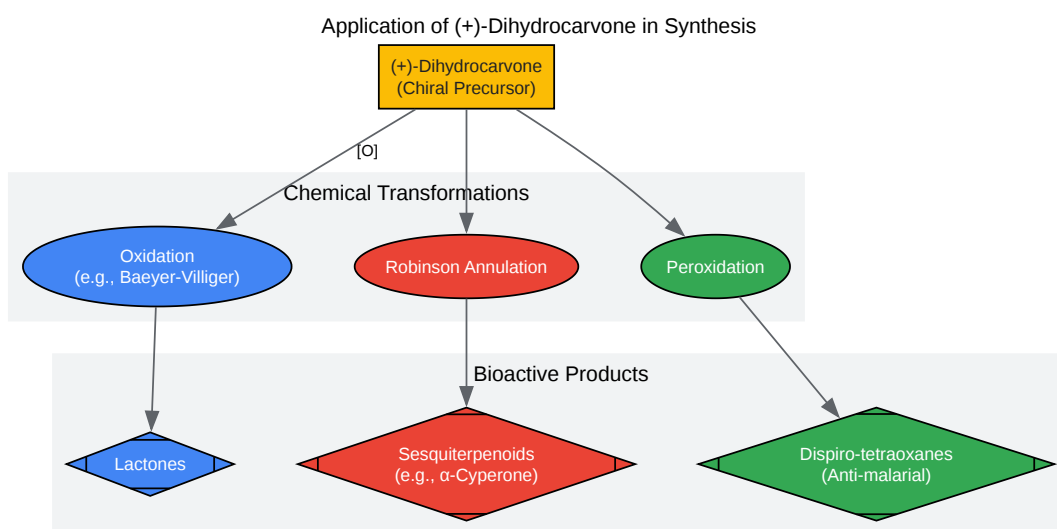 Application of (+)-Dihydrocarvone in Synthesis
(+)-Dihydrocarvone
(Chiral Precursor)
[O]
Chemical Transformations
Oxidation
(e.g., Baeyer-Villiger)
Robinson Annulation
Peroxidation
Bioactive Products
Lactones
Sesquiterpenoids
(e.g., α-Cyperone)
Dispiro-tetraoxanes
(Anti-malarial)